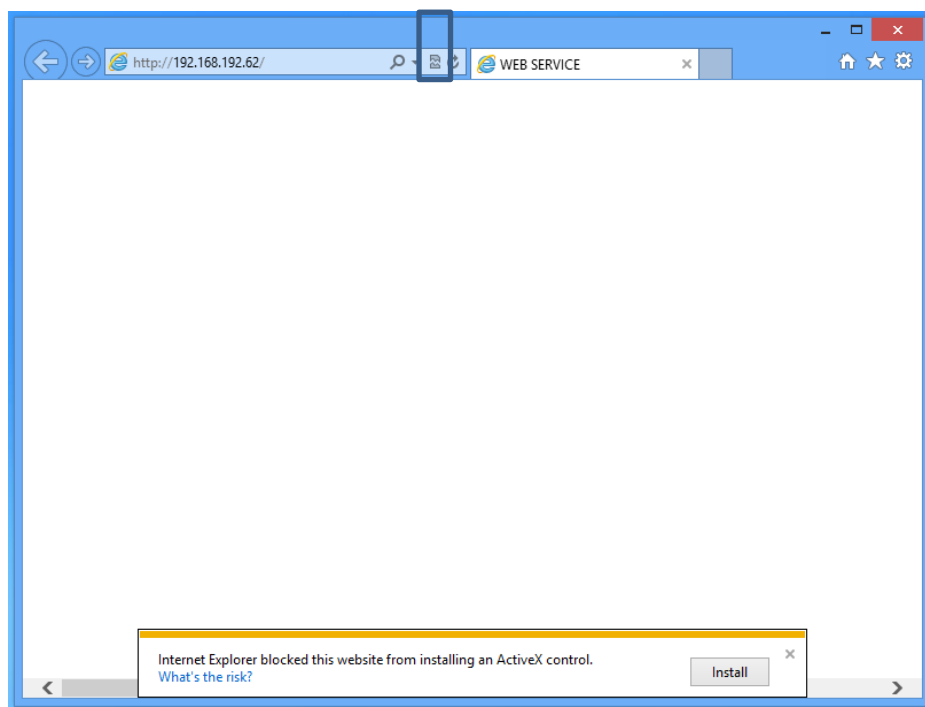 http://192.168.192.62/
WEB SERVICE
Internet Explorer blocked this website from installing an ActiveX control.
What's the risk?
Install